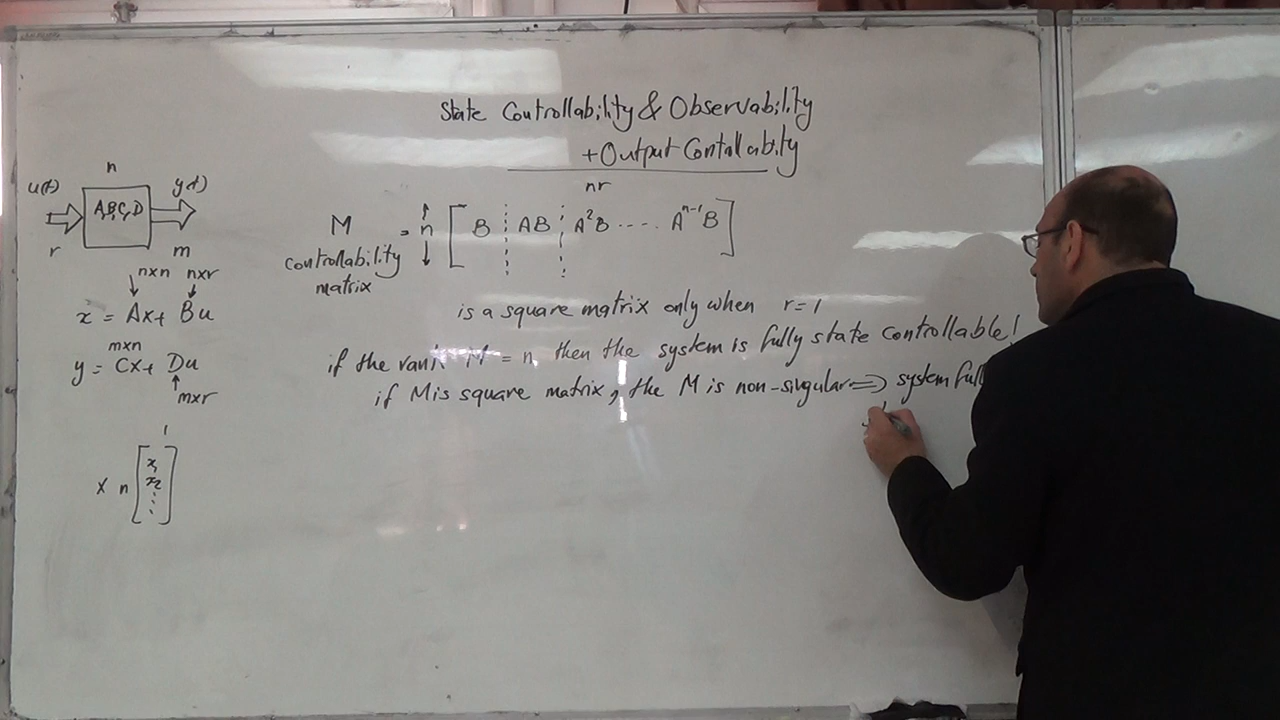 State Controllability & Observability
+Output Contollability
n
u(t)
y(t)
A,B,C,D
r
m
nr
M = n [ B ⋮ AB ⋮ A²B ---- Aⁿ⁻¹B ]
controllability
matrix
nxn nxr
x = Ax+ Bu
mxn
y = Cx+ Du
mxr
is a square matrix only when r=1
if the rank M = n then the system is fully state controllable!
if M is square matrix, the M is non-singular => system full
1
X n [ x₁
x₂
⋮ ]